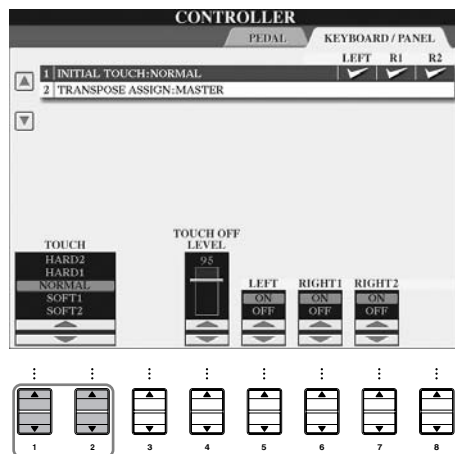 CONTROLLER
PEDAL KEYBOARD / PANEL
LEFT R1 R2
1 INITIAL TOUCH:NORMAL
2 TRANSPOSE ASSIGN:MASTER
TOUCH
HARD2
HARD1
NORMAL
SOFT1
SOFT2
TOUCH OFF
LEVEL
95
LEFT
ON
OFF
RIGHT1
ON
OFF
RIGHT2
ON
OFF
1 2 3 4 5 6 7 8